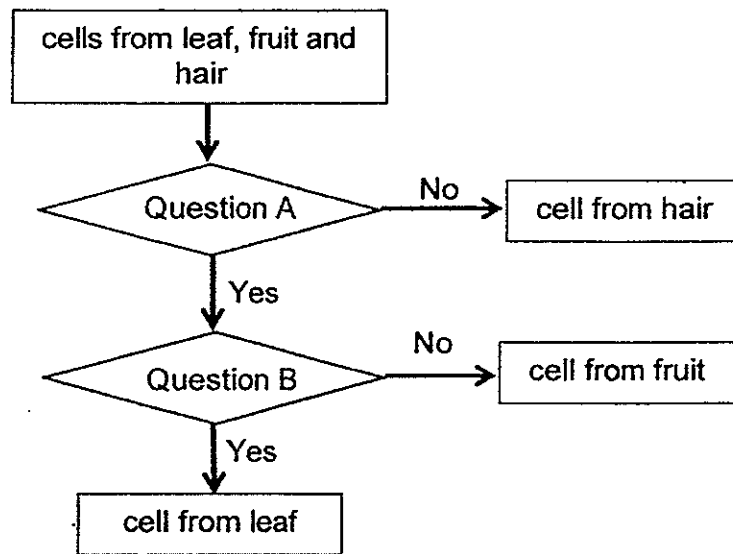 cells from leaf, fruit and
hair
Question A
No
cell from hair
Yes
Question B
No
cell from fruit
Yes
cell from leaf